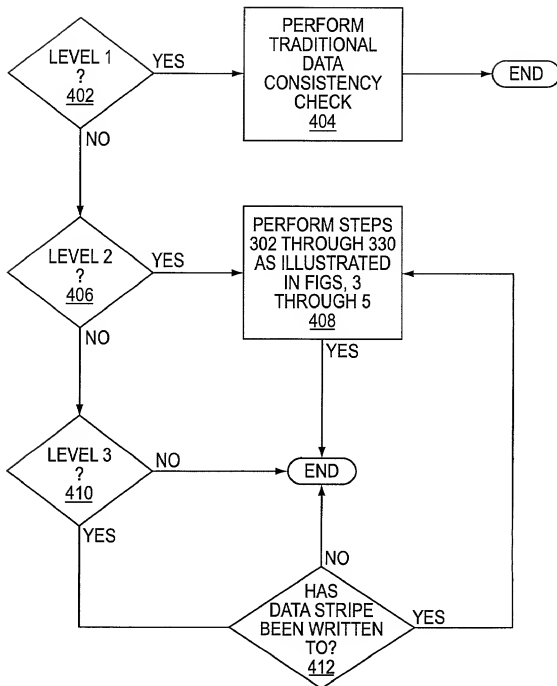 LEVEL 1
?
402
YES
NO
PERFORM
TRADITIONAL
DATA
CONSISTENCY
CHECK
404
END
LEVEL 2
?
406
YES
NO
PERFORM STEPS
302 THROUGH 330
AS ILLUSTRATED
IN FIGS, 3
THROUGH 5
408
YES
LEVEL 3
?
410
NO
YES
END
NO
HAS
DATA STRIPE
BEEN WRITTEN
TO?
412
YES